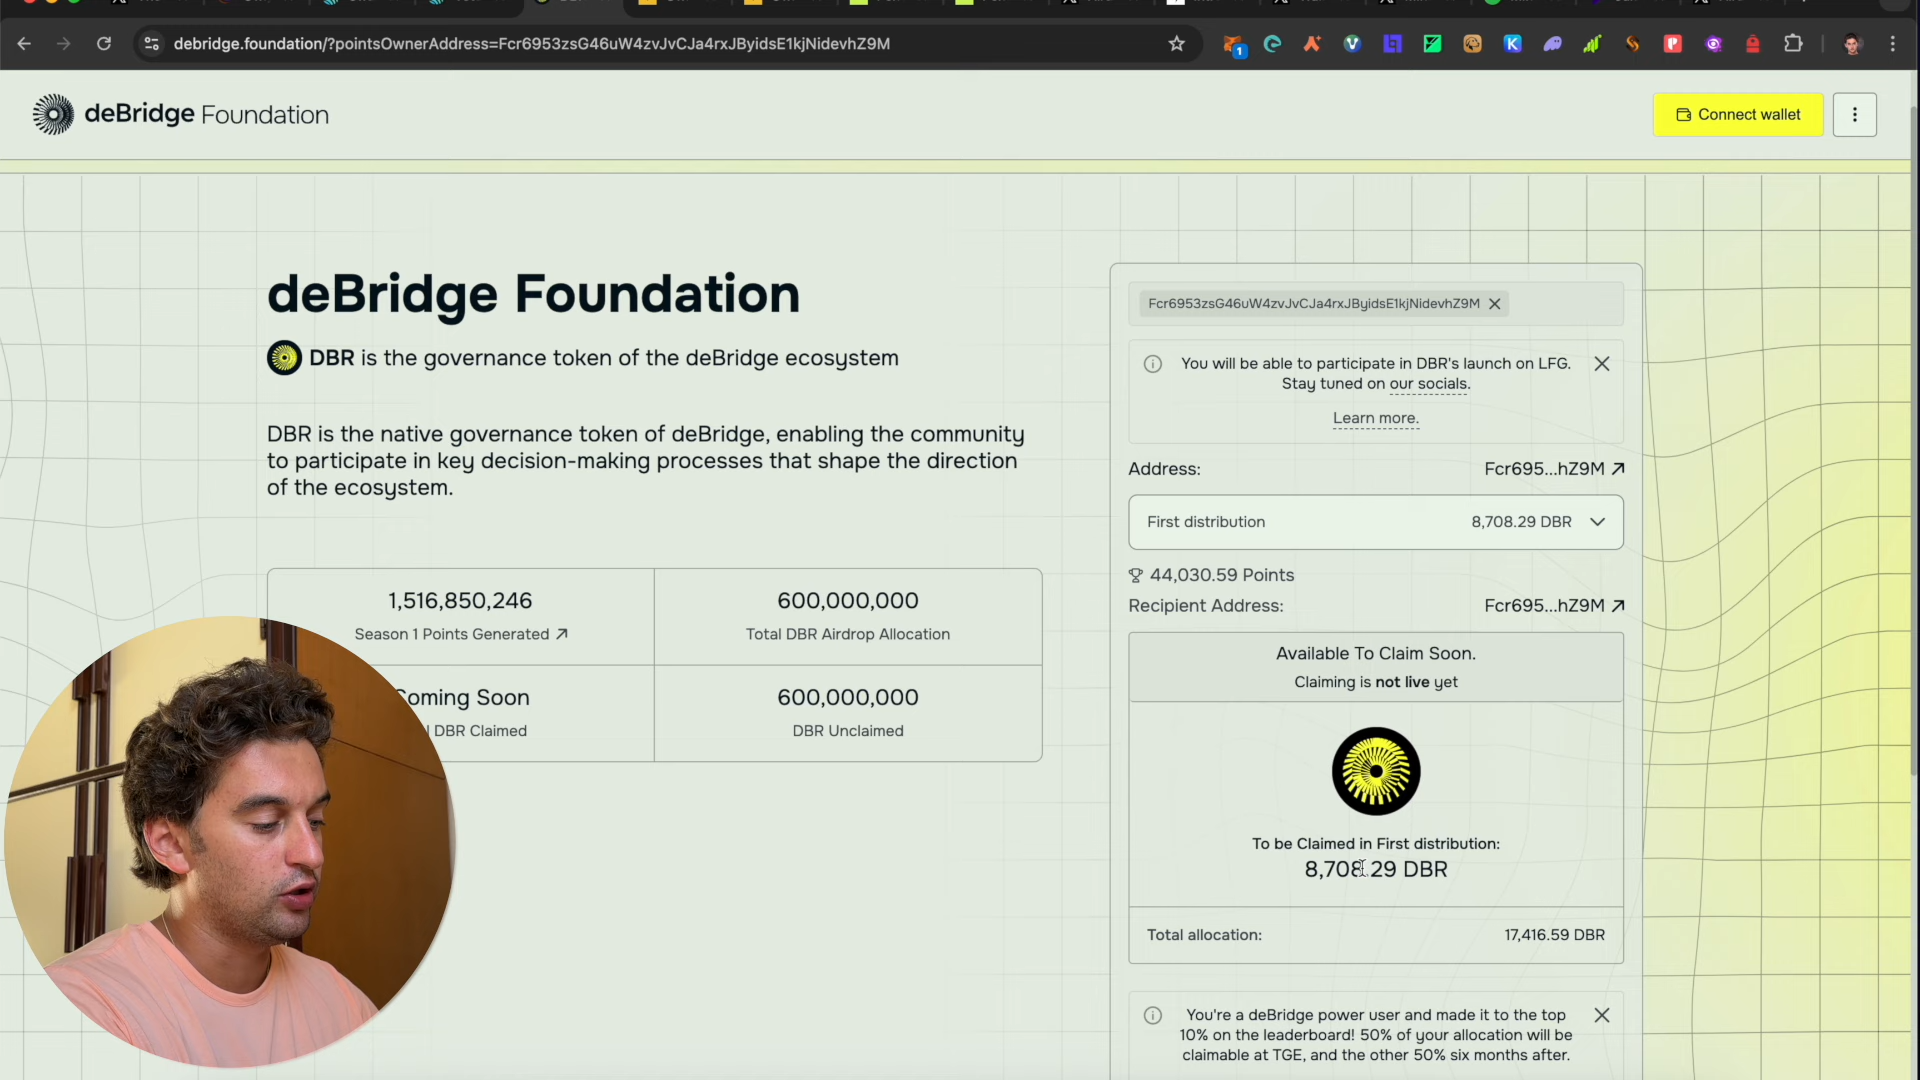 debridge.foundation/?pointsOwnerAddress=Fcr6953zsG46uW4zvJvCJa4rxJByidsE1kjNidevhZ9M
1
deBridge Foundation
Connect wallet
deBridge Foundation
DBR is the governance token of the deBridge ecosystem
DBR is the native governance token of deBridge, enabling the community
to participate in key decision-making processes that shape the direction
of the ecosystem.
1,516,850,246
Season 1 Points Generated
600,000,000
Total DBR Airdrop Allocation
Coming Soon
DBR Claimed
600,000,000
DBR Unclaimed
Fcr6953zsG46uW4zvJvCJa4rxJByidsE1kjNidevhZ9M
You will be able to participate in DBR's launch on LFG.
Stay tuned on our socials.
Learn more.
Address: Fcr695...hZ9M
First distribution 8,708.29 DBR
44,030.59 Points
Recipient Address: Fcr695...hZ9M
Available To Claim Soon.
Claiming is not live yet
To be Claimed in First distribution:
8,708.29 DBR
Total allocation: 17,416.59 DBR
You're a deBridge power user and made it to the top
10% on the leaderboard! 50% of your allocation will be
claimable at TGE, and the other 50% six months after.